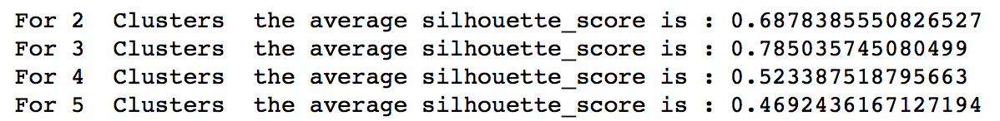 For 2  Clusters  the average silhouette_score is : 0.6878385550826527
For 3  Clusters  the average silhouette_score is : 0.785035745080499
For 4  Clusters  the average silhouette_score is : 0.523387518795663
For 5  Clusters  the average silhouette_score is : 0.4692436167127194